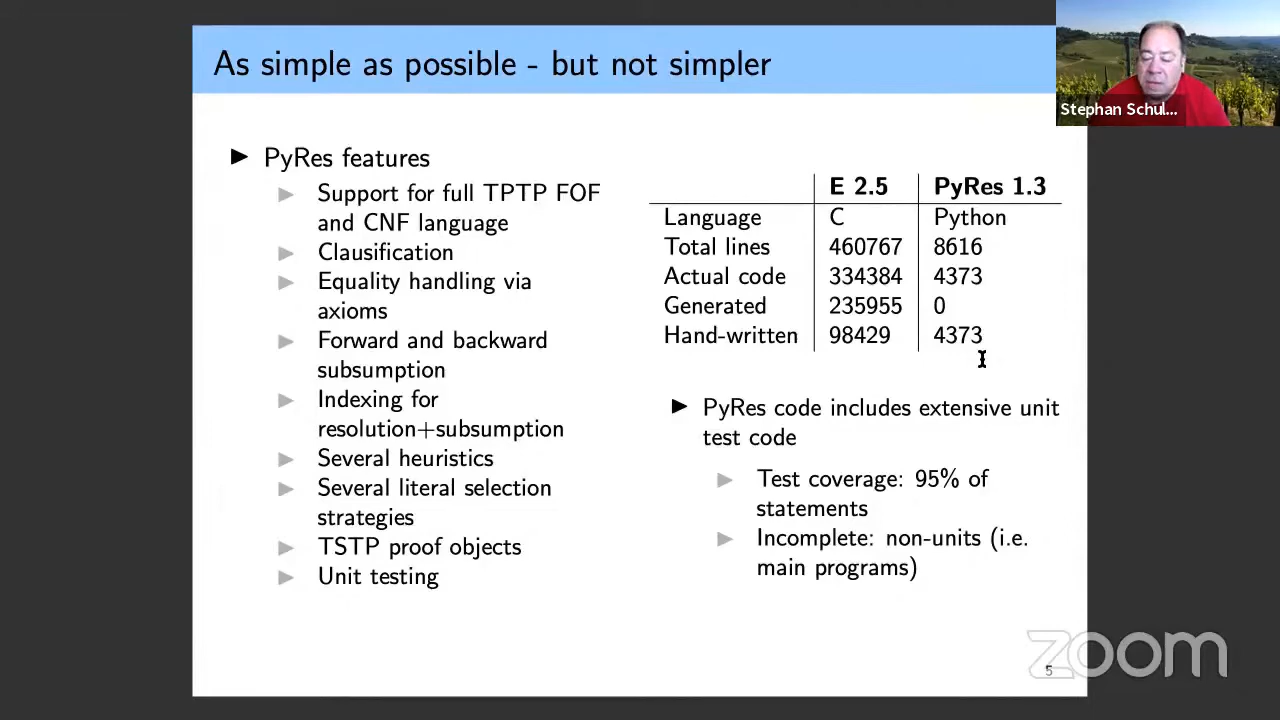 As simple as possible - but not simpler
Stephan Schul...
► PyRes features
► Support for full TPTP FOF
and CNF language
► Clausification
► Equality handling via
axioms
► Forward and backward
subsumption
► Indexing for
resolution+subsumption
► Several heuristics
► Several literal selection
strategies
► TSTP proof objects
► Unit testing
E 2.5 PyRes 1.3
Language C Python
Total lines 460767 8616
Actual code 334384 4373
Generated 235955 0
Hand-written 98429 4373
► PyRes code includes extensive unit
test code
► Test coverage: 95% of
statements
► Incomplete: non-units (i.e.
main programs)
zoom
5